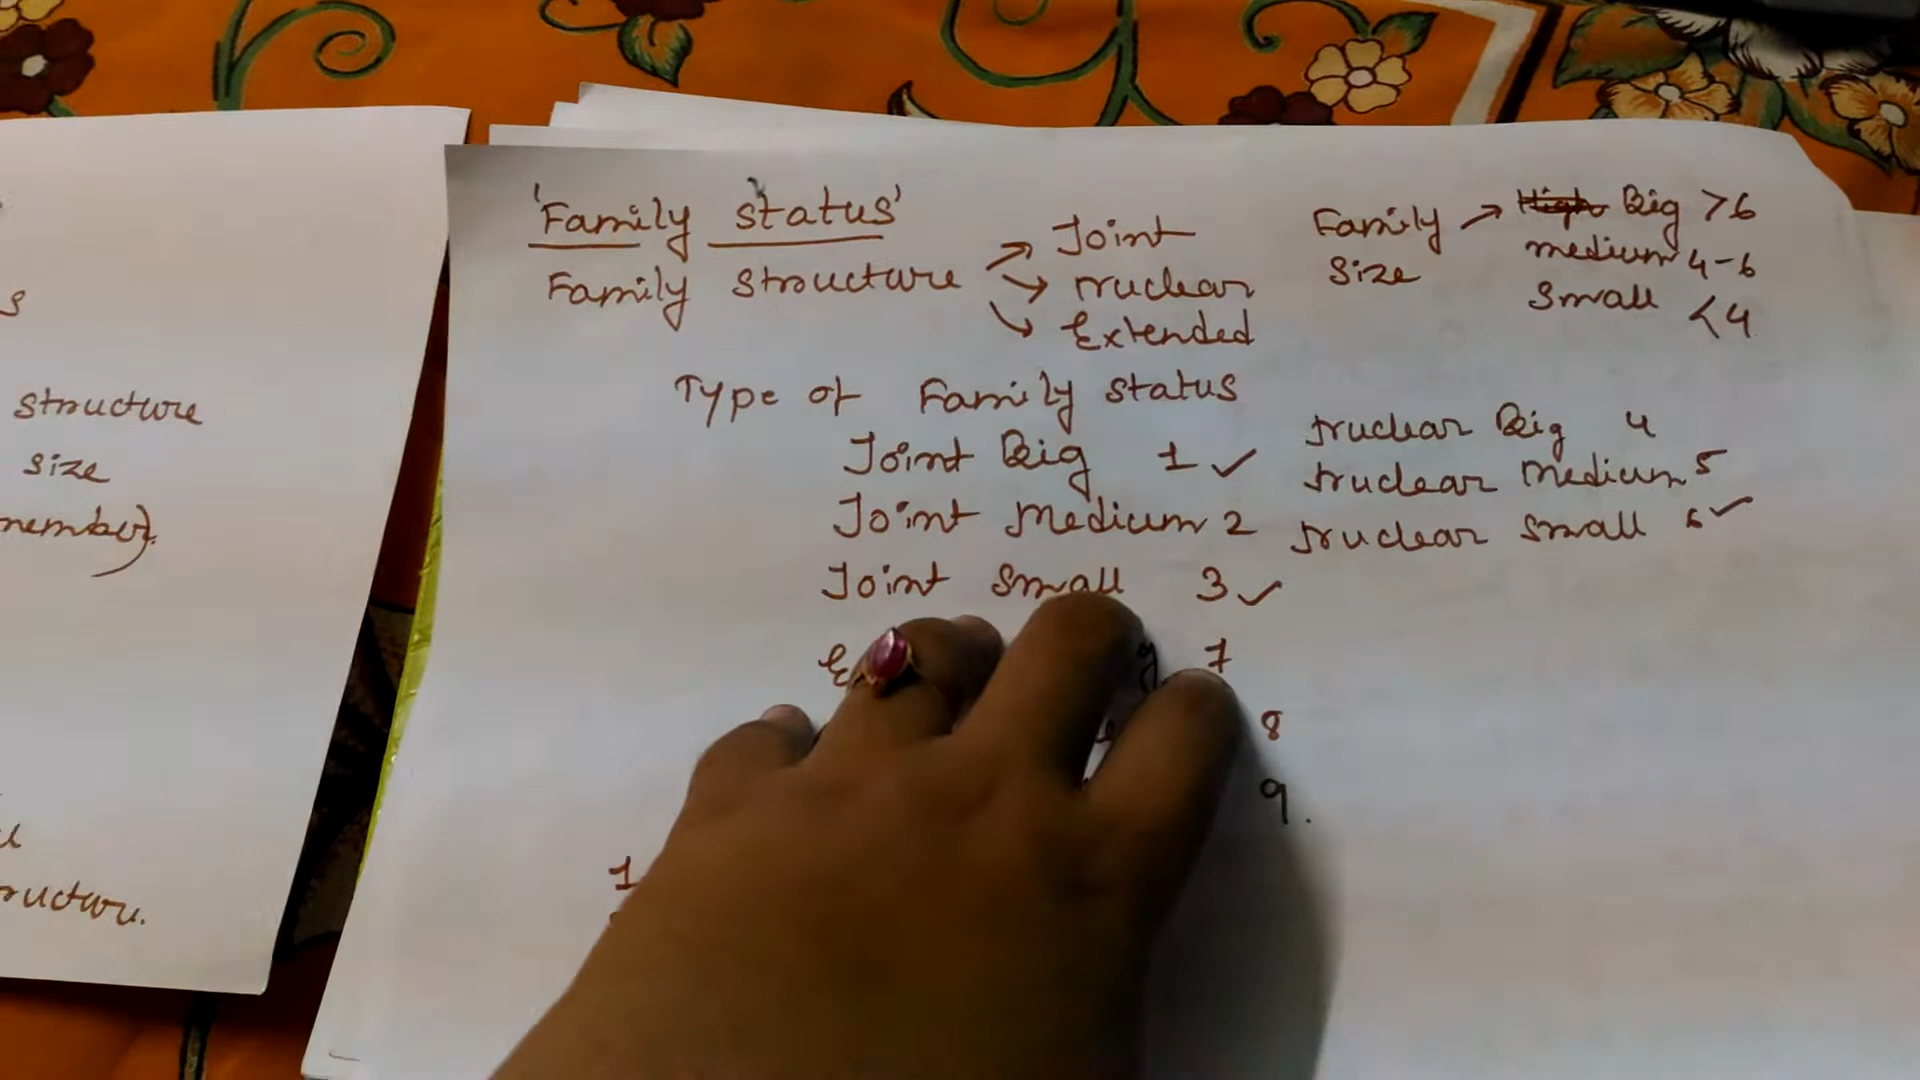 s
structure
size
'Family status'
Family structure → Joint
→ nuclear
→ Extended
Family size → Big >6
medium 4-6
Small <4
Type of Family status
Joint Big 1 ✓
Joint Medium 2
Joint Small 3 ✓
nuclear Big 4
nuclear Medium 5
nuclear small 6 ✓
7
8
9.
1